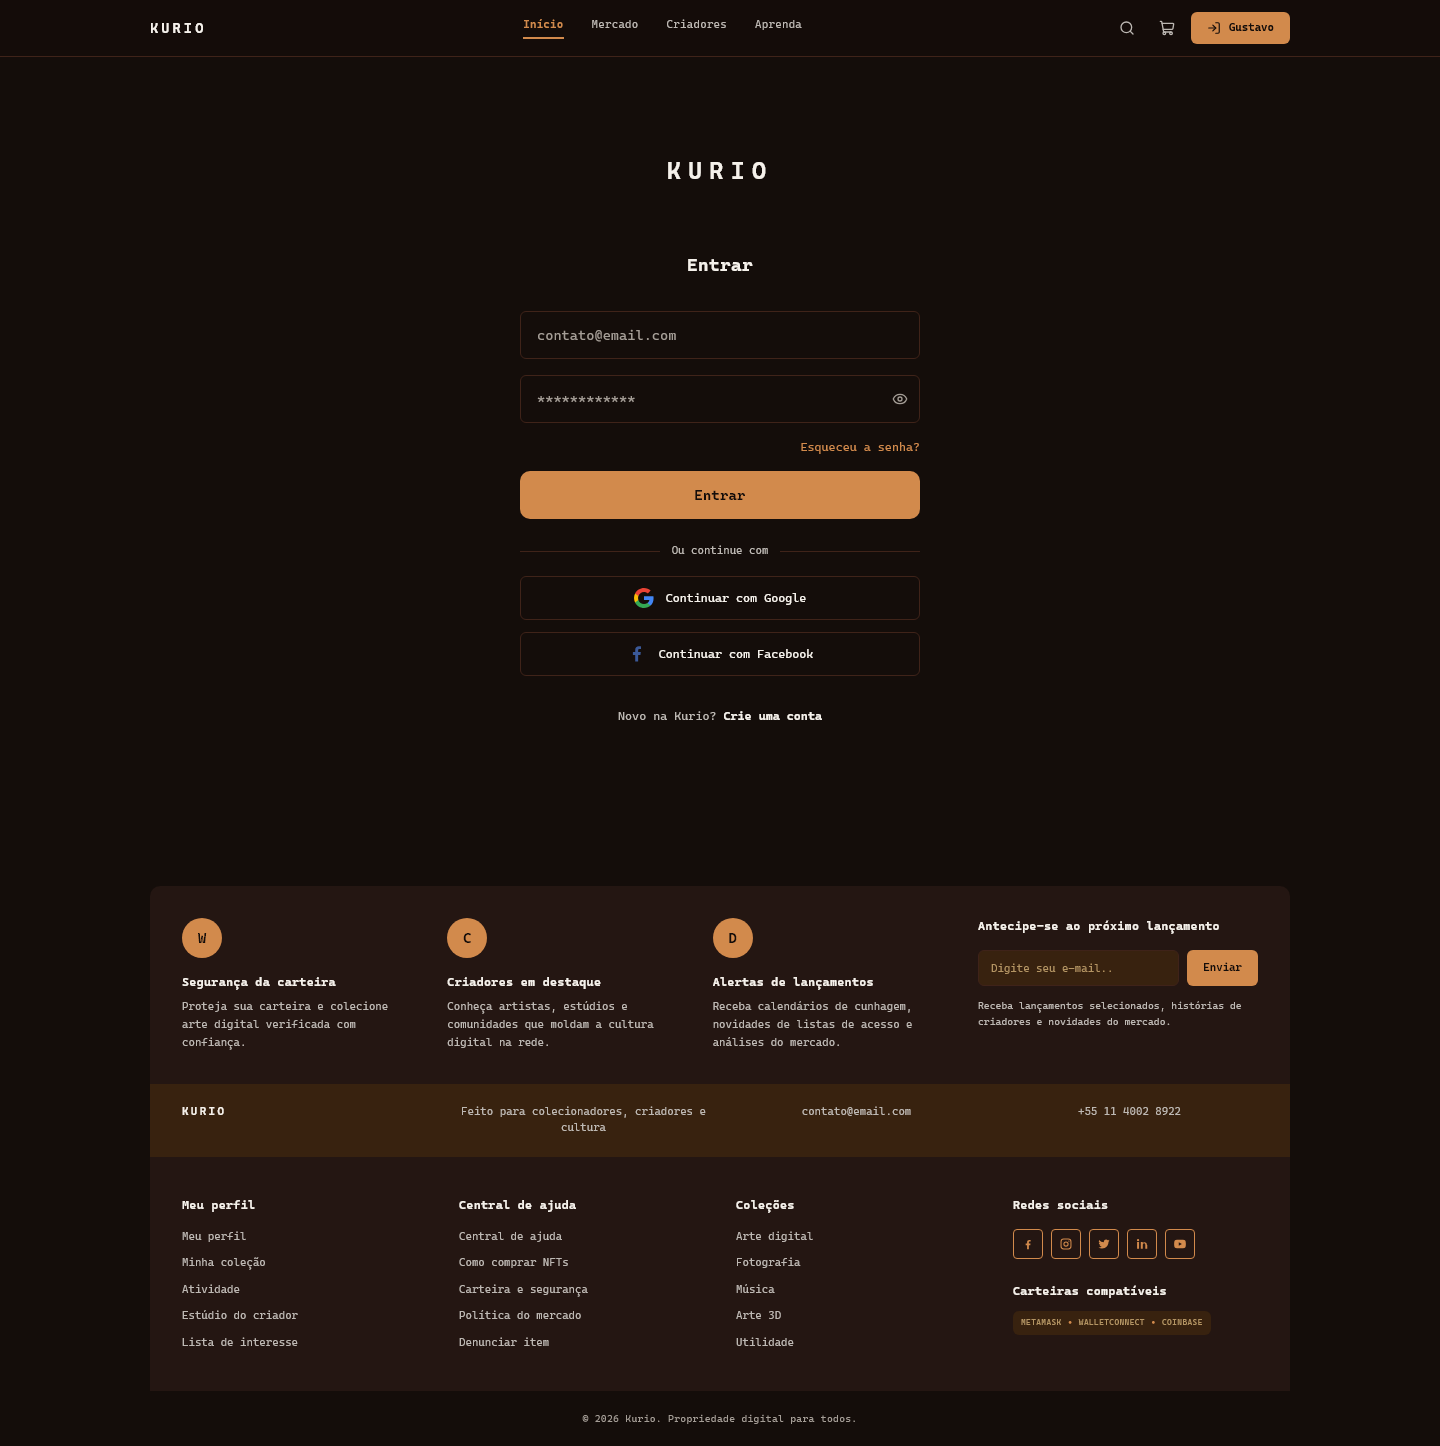 KURIO
Início Mercado Criadores Aprenda
Gustavo
KURIO
Entrar
contato@email.com
************
Esqueceu a senha?
Entrar
Ou continue com
Continuar com Google
Continuar com Facebook
Novo na Kurio? Crie uma conta
W
Segurança da carteira
Proteja sua carteira e colecione
arte digital verificada com
confiança.
C
Criadores em destaque
Conheça artistas, estúdios e
comunidades que moldam a cultura
digital na rede.
D
Alertas de lançamentos
Receba calendários de cunhagem,
novidades de listas de acesso e
análises do mercado.
Antecipe-se ao próximo lançamento
Digite seu e-mail..
Enviar
Receba lançamentos selecionados, histórias de
criadores e novidades do mercado.
KURIO
Feito para colecionadores, criadores e
cultura
contato@email.com
+55 11 4002 8922
Meu perfil
Meu perfil
Minha coleção
Atividade
Estúdio do criador
Lista de interesse
Central de ajuda
Central de ajuda
Como comprar NFTs
Carteira e segurança
Política do mercado
Denunciar item
Coleções
Arte digital
Fotografia
Música
Arte 3D
Utilidade
Redes sociais
Carteiras compatíveis
METAMASK • WALLETCONNECT • COINBASE
© 2026 Kurio. Propriedade digital para todos.